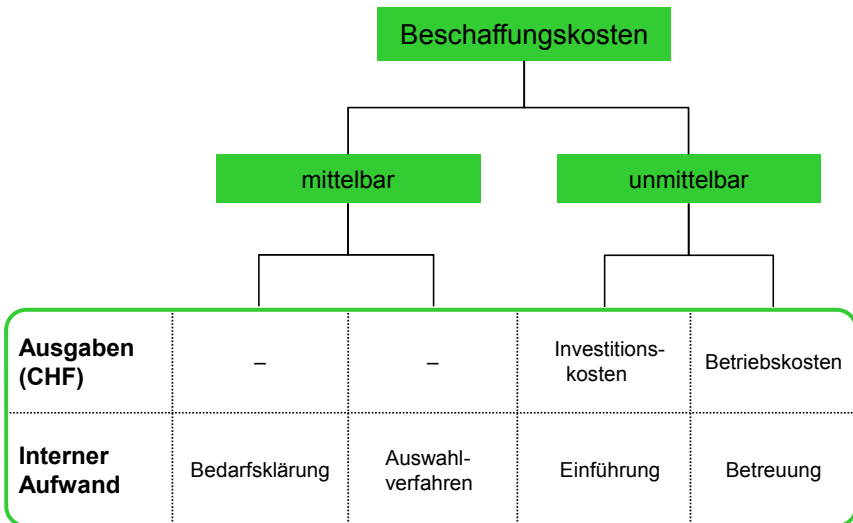 Beschaffungskosten
mittelbar
unmittelbar
Ausgaben
(CHF)
–
–
Investitions-
kosten
Betriebskosten
Interner
Aufwand
Bedarfsklärung
Auswahl-
verfahren
Einführung
Betreuung